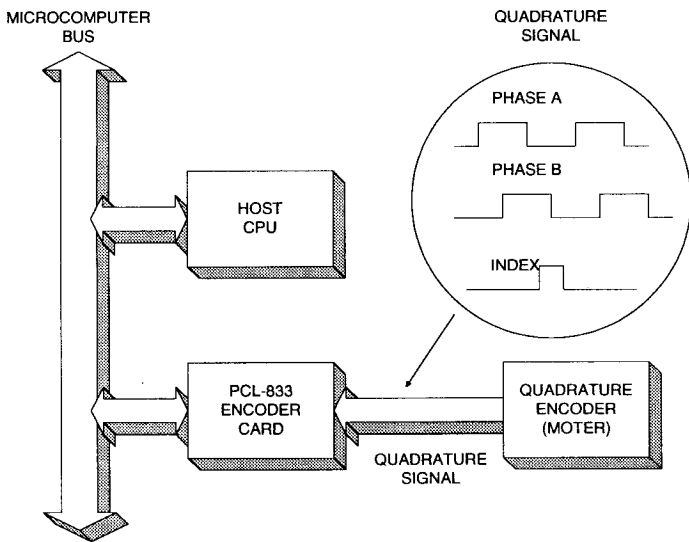 MICROCOMPUTER
BUS
QUADRATURE
SIGNAL
PHASE A
PHASE B
INDEX
HOST
CPU
PCL-833
ENCODER
CARD
QUADRATURE
ENCODER
(MOTER)
QUADRATURE
SIGNAL